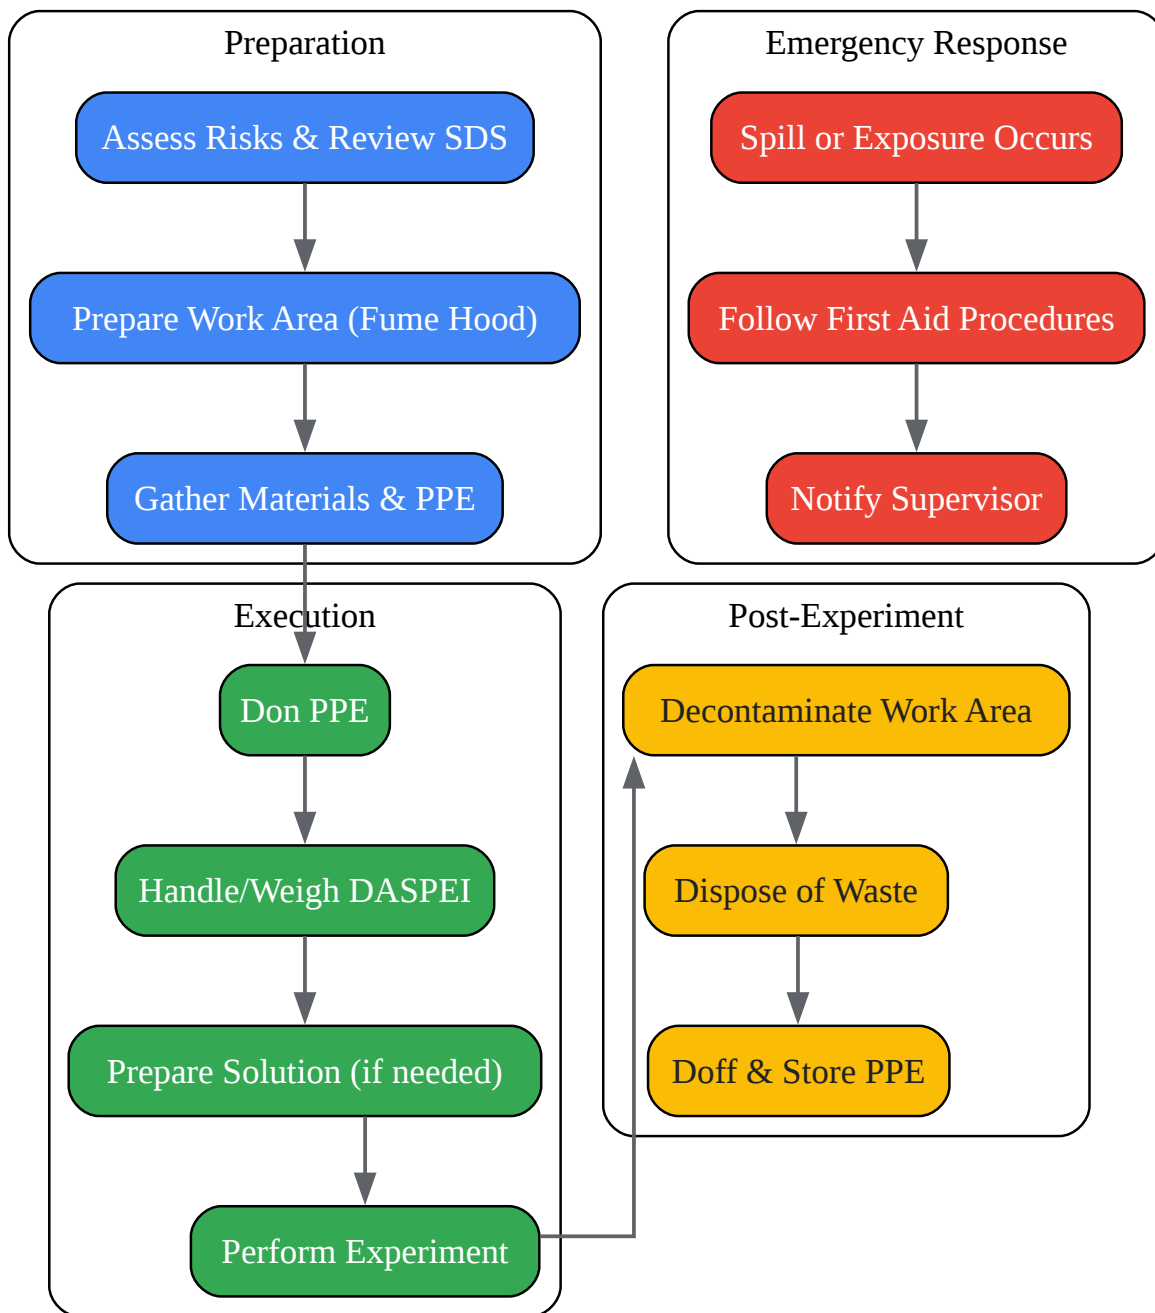 Preparation
Assess Risks & Review SDS
Prepare Work Area (Fume Hood)
Gather Materials & PPE
Emergency Response
Spill or Exposure Occurs
Follow First Aid Procedures
Notify Supervisor
Execution
Don PPE
Handle/Weigh DASPEI
Prepare Solution (if needed)
Perform Experiment
Post-Experiment
Decontaminate Work Area
Dispose of Waste
Doff & Store PPE